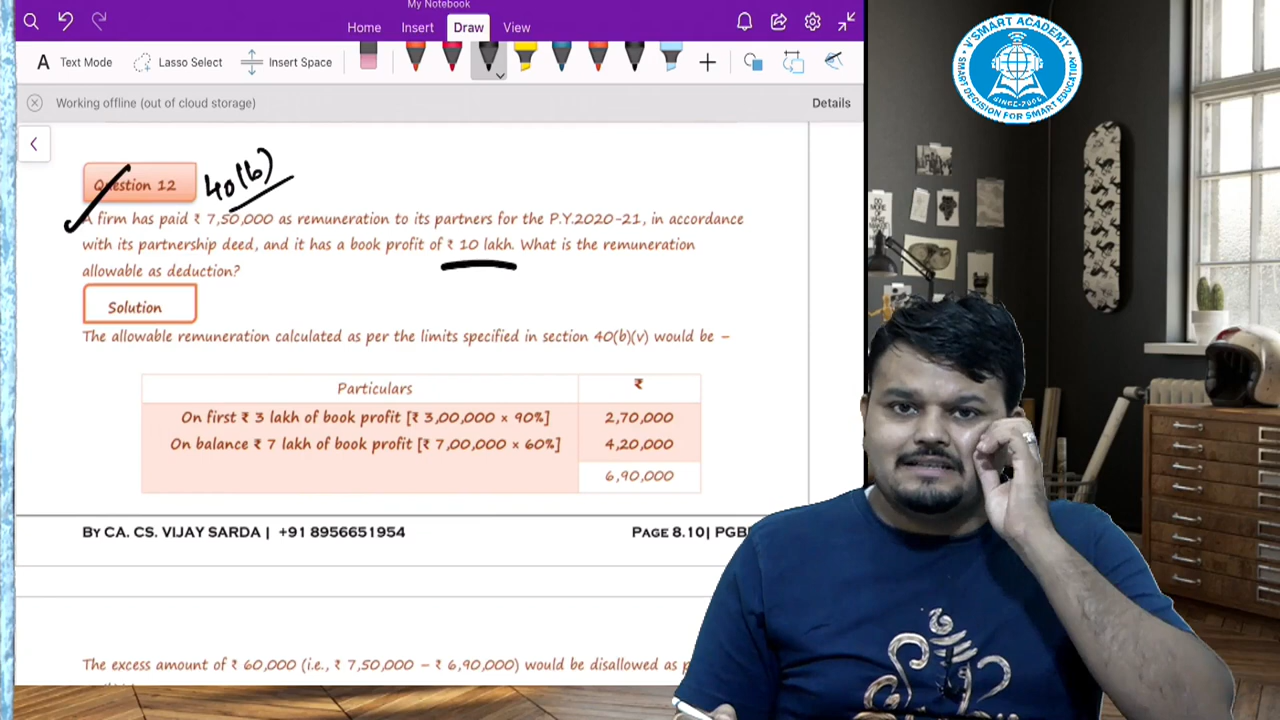 My Notebook
Home Insert Draw View
A Text Mode Lasso Select Insert Space
Working offline (out of cloud storage) Details
V'SMART ACADEMY
SINCE-2006
SMART DECISION FOR SMART EDUCATION
Question 12 40(b)
A firm has paid ₹ 7,50,000 as remuneration to its partners for the P.Y.2020-21, in accordance
with its partnership deed, and it has a book profit of ₹ 10 lakh. What is the remuneration
allowable as deduction?
Solution
The allowable remuneration calculated as per the limits specified in section 40(b)(v) would be –
Particulars ₹
On first ₹ 3 lakh of book profit [₹ 3,00,000 × 90%] 2,70,000
On balance ₹ 7 lakh of book profit [₹ 7,00,000 × 60%] 4,20,000
6,90,000
BY CA. CS. VIJAY SARDA | +91 8956651954 PAGE 8.10| PGB
The excess amount of ₹ 60,000 (i.e., ₹ 7,50,000 – ₹ 6,90,000) would be disallowed as